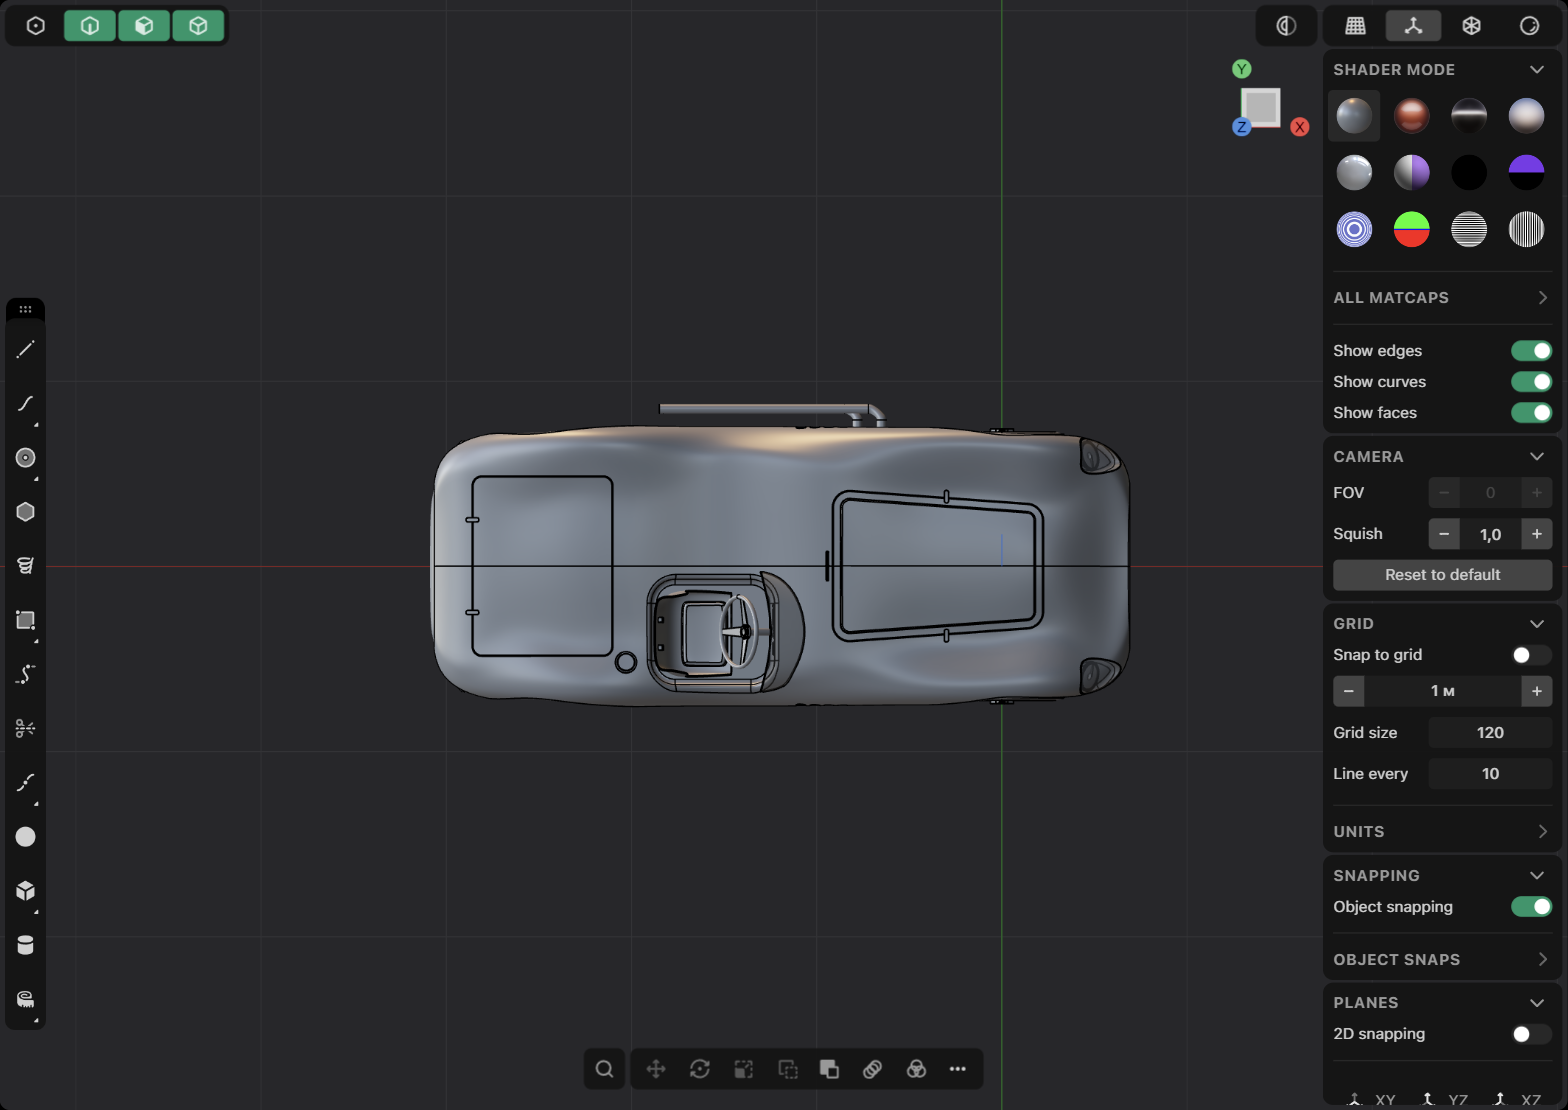 SHADER MODE
Y
Z
X
ALL MATCAPS
Show edges
Show curves
Show faces
CAMERA
FOV − 0 +
Squish − 1,0 +
Reset to default
GRID
Snap to grid
− 1 м +
Grid size 120
Line every 10
UNITS
SNAPPING
Object snapping
OBJECT SNAPS
PLANES
2D snapping
XY YZ XZ